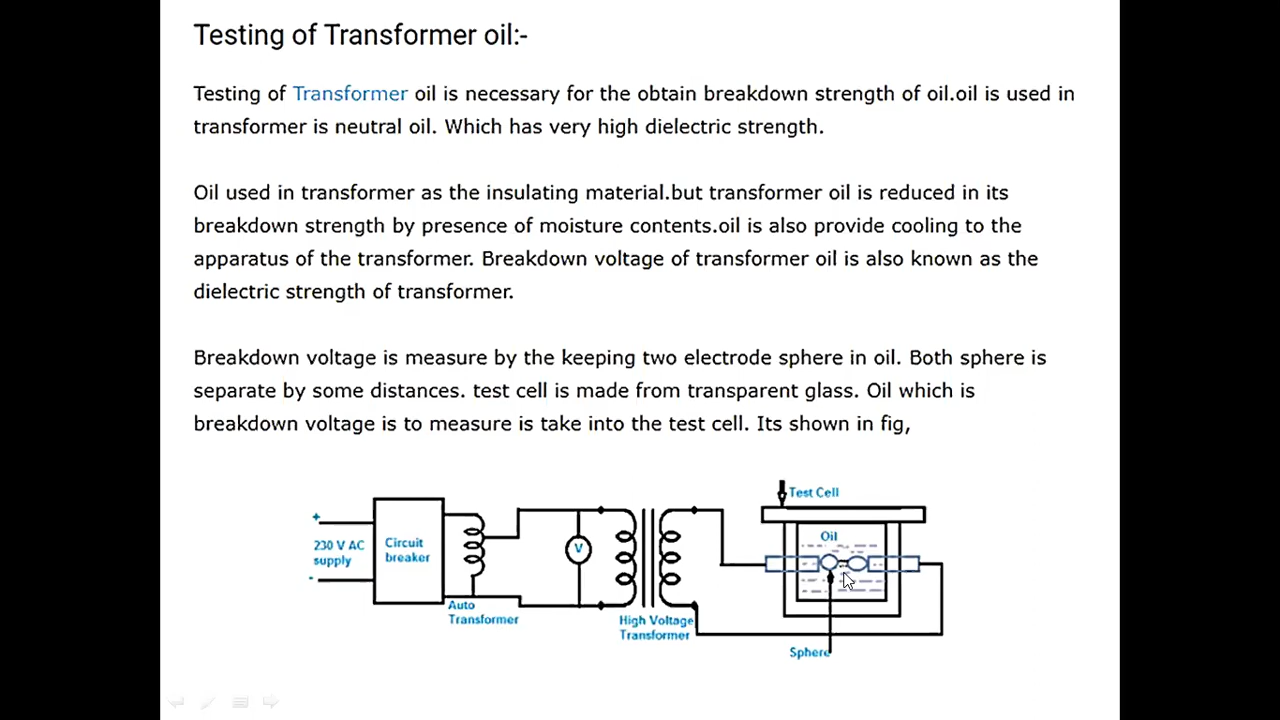 Testing of Transformer oil:-
Testing of Transformer oil is necessary for the obtain breakdown strength of oil.oil is used in
transformer is neutral oil. Which has very high dielectric strength.
Oil used in transformer as the insulating material.but transformer oil is reduced in its
breakdown strength by presence of moisture contents.oil is also provide cooling to the
apparatus of the transformer. Breakdown voltage of transformer oil is also known as the
dielectric strength of transformer.
Breakdown voltage is measure by the keeping two electrode sphere in oil. Both sphere is
separate by some distances. test cell is made from transparent glass. Oil which is
breakdown voltage is to measure is take into the test cell. Its shown in fig,
Test Cell
+
230 V AC
supply
-
Circuit
breaker
Auto
Transformer
V
High Voltage
Transformer
Oil
Sphere